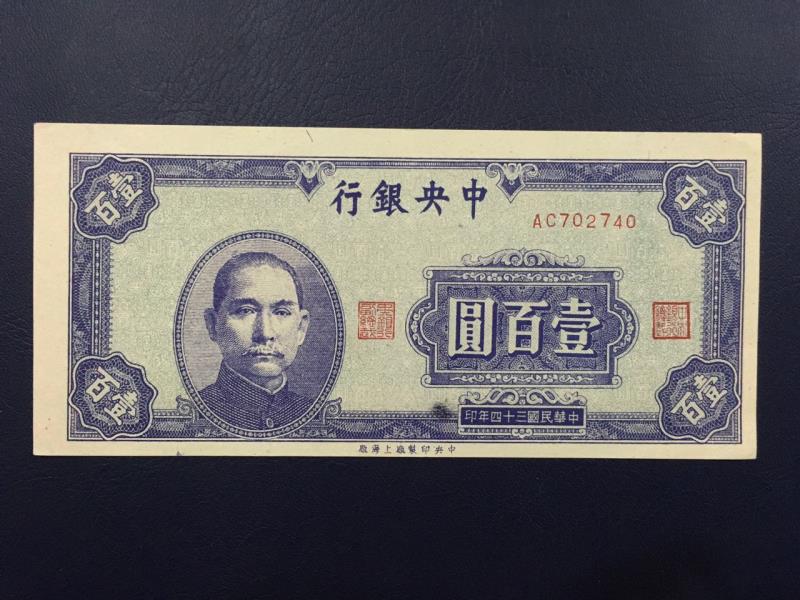 中央銀行
AC702740
壹百
壹百
壹百圓
中華民國三十四年印
壹百
壹百
中央印製廠上海廠